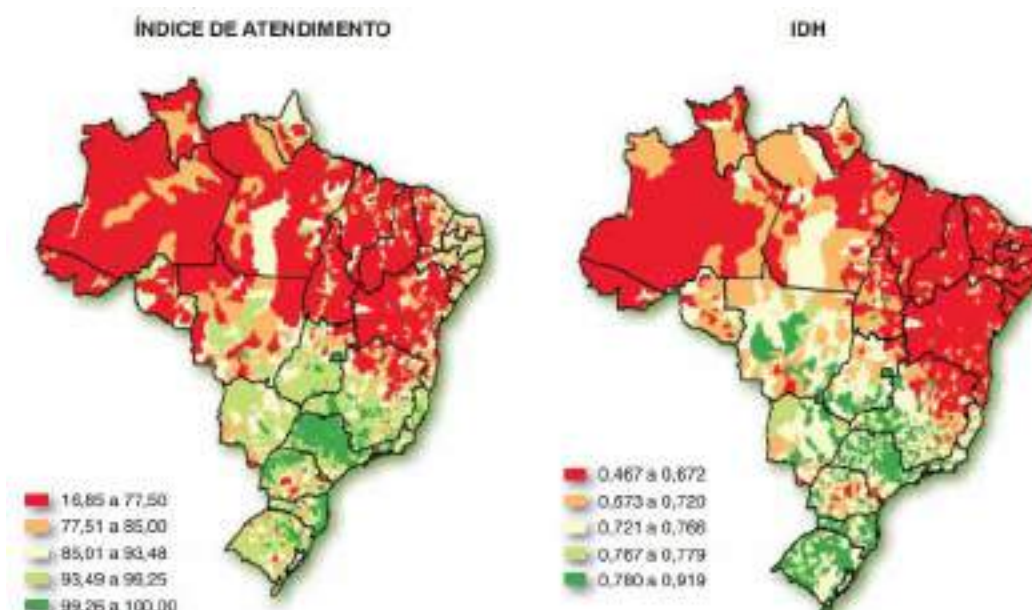 ÍNDICE DE ATENDIMENTO
16,85 a 77,50
77,51 a 85,00
85,01 a 93,48
93,49 a 99,25
99,26 a 100,00
IDH
0,467 a 0,672
0,673 a 0,720
0,721 a 0,766
0,767 a 0,779
0,780 a 0,919